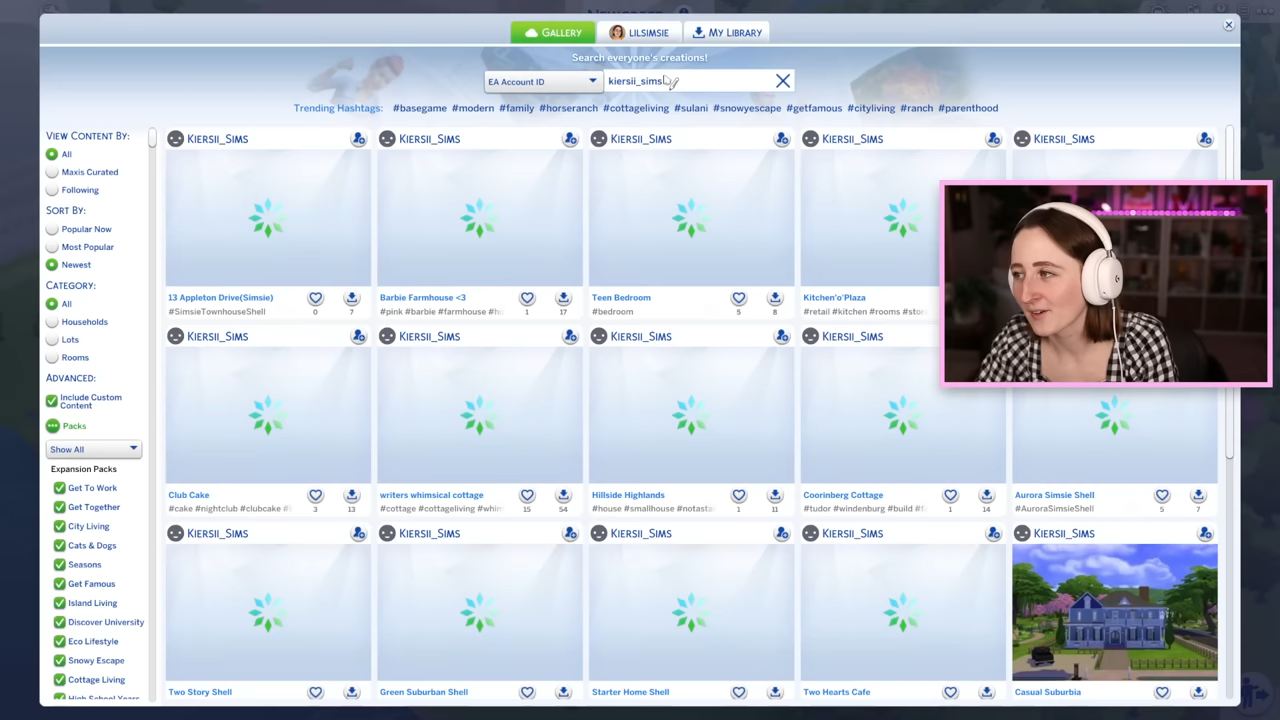 GALLERY
LILSIMSIE
MY LIBRARY
Search everyone's creations!
EA Account ID
kiersii_sims
Trending Hashtags: #basegame #modern #family #horseranch #cottageliving #sulani #snowyescape #getfamous #cityliving #ranch #parenthood
VIEW CONTENT BY:
All
Maxis Curated
Following
SORT BY:
Popular Now
Most Popular
Newest
CATEGORY:
All
Households
Lots
Rooms
ADVANCED:
Include Custom
Content
Packs
Show All
Expansion Packs
Get To Work
Get Together
City Living
Cats & Dogs
Seasons
Get Famous
Island Living
Discover University
Eco Lifestyle
Snowy Escape
Cottage Living
High School Years
KIERSII_SIMS KIERSII_SIMS KIERSII_SIMS KIERSII_SIMS KIERSII_SIMS
13 Appleton Drive(Simsie) Barbie Farmhouse <3 Teen Bedroom Kitchen'o'Plaza
#SimsieTownhouseShell 0 7 #pink #barbie #farmhouse 1 17 #bedroom 5 8 #retail #kitchen #rooms
KIERSII_SIMS KIERSII_SIMS KIERSII_SIMS KIERSII_SIMS KIERSII_SIMS
Club Cake writers whimsical cottage Hillside Highlands Coorinberg Cottage Aurora Simsie Shell
#cake #nightclub #clubcake 3 13 #cottage #cottageliving 15 54 #house #smallhouse 1 11 #tudor #windenburg #build 1 14 #AuroraSimsieShell 5 7
KIERSII_SIMS KIERSII_SIMS KIERSII_SIMS KIERSII_SIMS KIERSII_SIMS
Two Story Shell Green Suburban Shell Starter Home Shell Two Hearts Cafe Casual Suburbia